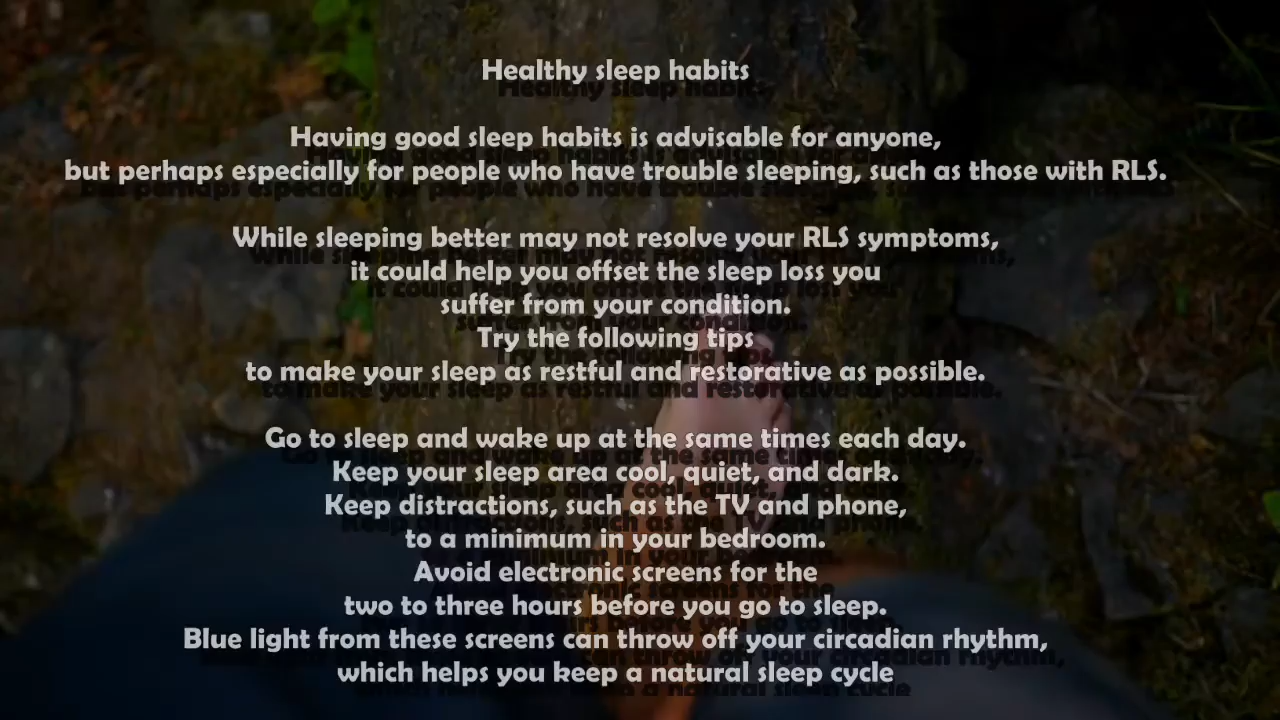 Healthy sleep habits
Having good sleep habits is advisable for anyone,
but perhaps especially for people who have trouble sleeping, such as those with RLS.
While sleeping better may not resolve your RLS symptoms,
it could help you offset the sleep loss you
suffer from your condition.
Try the following tips
to make your sleep as restful and restorative as possible.
Go to sleep and wake up at the same times each day.
Keep your sleep area cool, quiet, and dark.
Keep distractions, such as the TV and phone,
to a minimum in your bedroom.
Avoid electronic screens for the
two to three hours before you go to sleep.
Blue light from these screens can throw off your circadian rhythm,
which helps you keep a natural sleep cycle